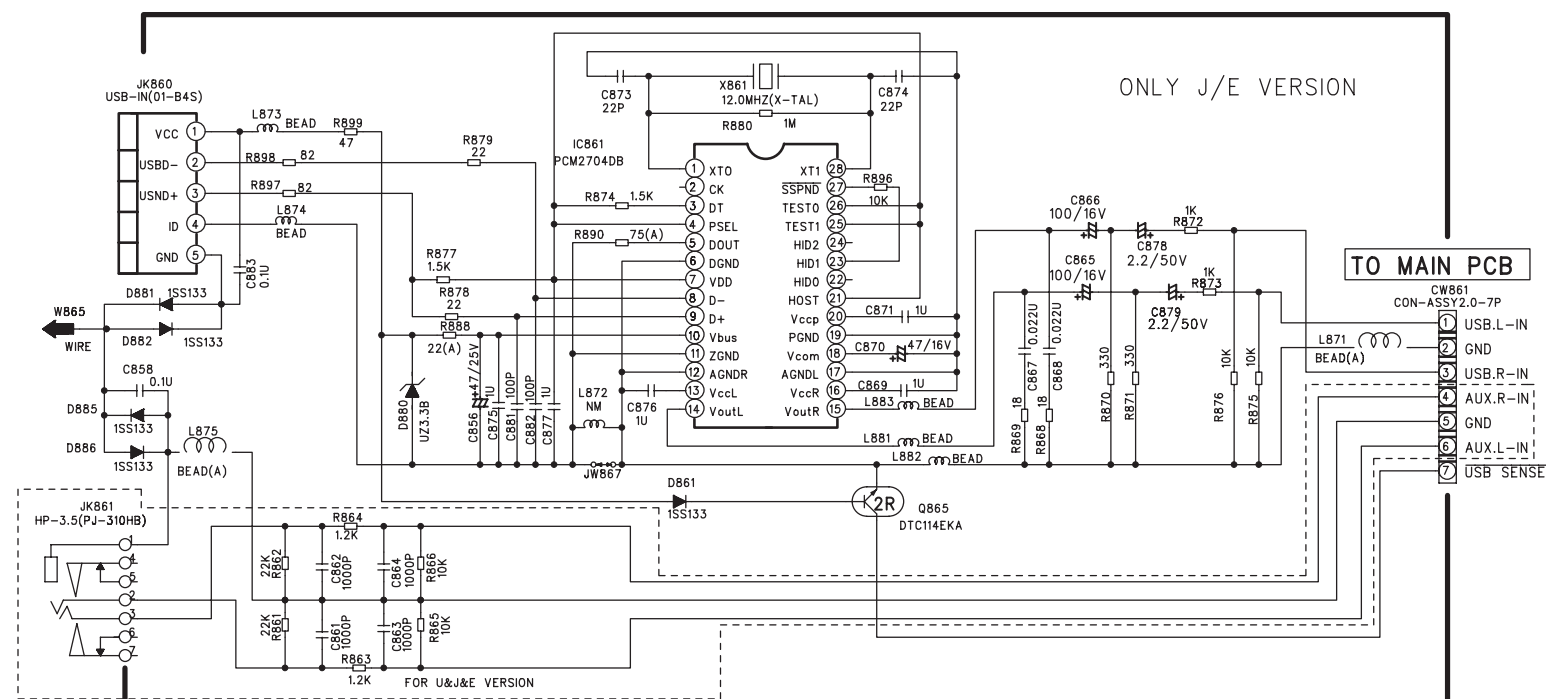 ONLY J/E VERSION
JK860
USB-IN(01-B4S)
VCC 1
USBD- 2
USND+ 3
ID 4
GND 5
L873 BEAD
R899
47
R898 82
R897 82
L874
BEAD
C883
0.1U
D881 1SS133
D882 1SS133
W865
WIRE
C858
0.1U
D885
1SS133
D886
1SS133
L875
BEAD(A)
R879
22
R877
1.5K
R878
22
R888
22(A)
D880
UZ3.3B
C856 47/25V
C875 1U
C881 100P
C882 100P
C877 1U
L872
NM
C876
1U
JW867
R874 1.5K
R890 75(A)
IC861
PCM2704DB
C873
22P
X861
12.0MHZ(X-TAL)
C874
22P
R880 1M
1 XTO
2 CK
3 DT
4 PSEL
5 DOUT
6 DGND
7 VDD
8 D-
9 D+
10 Vbus
11 ZGND
12 AGNDR
13 VccL
14 VoutL
XT1 28
SSPND 27
TEST0 26
TEST1 25
HID2 24
HID1 23
HID0 22
HOST 21
Vccp 20
PGND 19
Vcom 18
AGNDL 17
VccR 16
VoutR 15
R896
10K
C871 1U
C870 47/16V
C869 1U
L883 BEAD
L881 BEAD
L882 BEAD
D861
1SS133
2R
Q865
DTC114EKA
C866
100/16V
C878
2.2/50V
1K
R872
C865
100/16V
C879
2.2/50V
1K
R873
C867 0.022U
C868 0.022U
R869 18
R868 18
R870 330
R871 330
R876 10K
R875 10K
L871
BEAD(A)
TO MAIN PCB
CW861
CON-ASSY2.0-7P
1 USB.L-IN
2 GND
3 USB.R-IN
4 AUX.R-IN
5 GND
6 AUX.L-IN
7 USB SENSE
JK861
HP-3.5(PJ-310HB)
1
4
5
2
3
6
7
R864
1.2K
22K
R862
C862
1000P
C864
1000P
R866
10K
22K
R861
C861
1000P
C863
1000P
R865
10K
R863
1.2K
FOR U&J&E VERSION